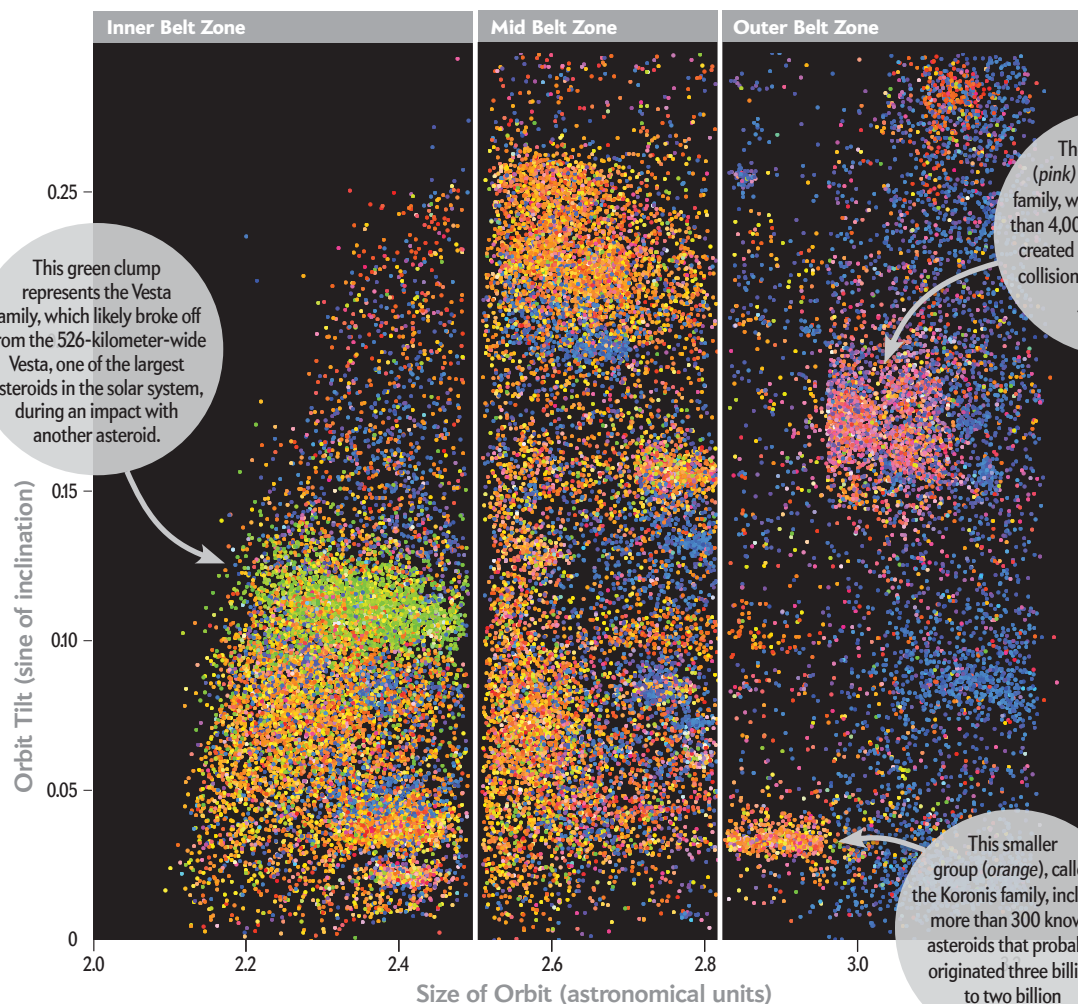 Inner Belt Zone
Mid Belt Zone
Outer Belt Zone
0.25
0.15
0.10
0.05
0
Orbit Tilt (sine of inclination)
This green clump
represents the Vesta
family, which likely broke off
from the 526-kilometer-wide
Vesta, one of the largest
asteroids in the solar system,
during an impact with
another asteroid.
(pink)
family,
than 4,00
created
collision
This smaller
group (orange),
the Koronis family,
more than 300
asteroids that
originated three
to two billion
2.0
2.2
2.4
2.6
2.8
3.0
3.2
Size of Orbit (astronomical units)